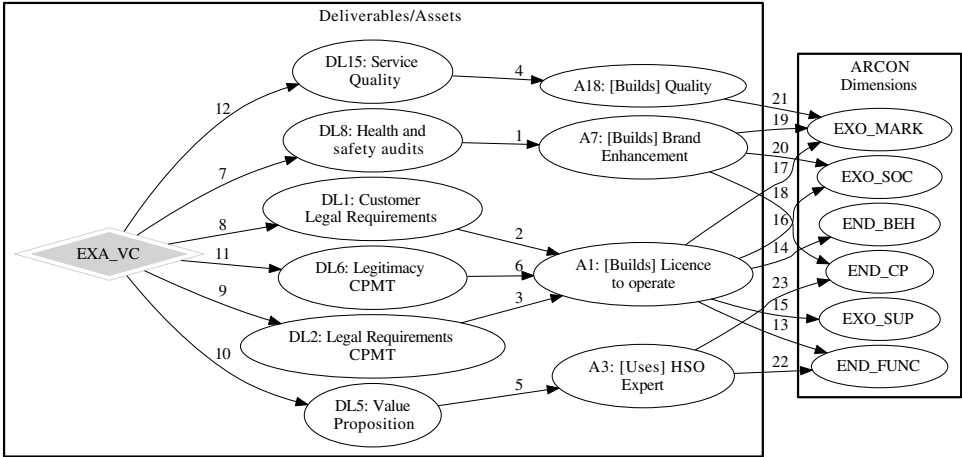 Deliverables/Assets
ARCON
Dimensions
EXA_VC
DL15: Service
Quality
DL8: Health and
safety audits
DL1: Customer
Legal Requirements
DL6: Legitimacy
CPMT
DL2: Legal Requirements
CPMT
DL5: Value
Proposition
A18: [Builds] Quality
A7: [Builds] Brand
Enhancement
A1: [Builds] Licence
to operate
A3: [Uses] HSO
Expert
EXO_MARK
EXO_SOC
END_BEH
END_CP
EXO_SUP
END_FUNC
12
7
8
11
9
10
4
1
2
6
3
5
21
19
20
17
18
16
14
23
15
13
22